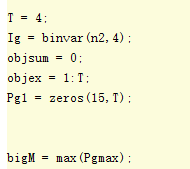 T = 4;
Ig = binvar(n2,4);
objsum = 0;
objex = 1:T;
Pg1 = zeros(15,T);
bigM = max(Pgmax);